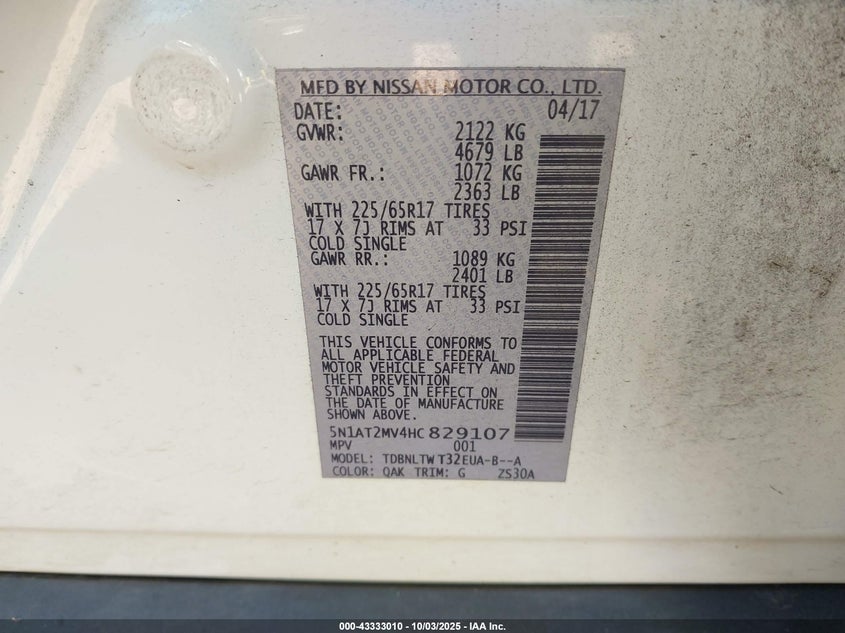 MFD BY NISSAN MOTOR CO., LTD.
DATE: 04/17
GVWR: 2122 KG
4679 LB
GAWR FR.: 1072 KG
2363 LB
WITH 225/65R17 TIRES
17 X 7J RIMS AT 33 PSI
COLD SINGLE
GAWR RR.: 1089 KG
2401 LB
WITH 225/65R17 TIRES
17 X 7J RIMS AT 33 PSI
COLD SINGLE
THIS VEHICLE CONFORMS TO
ALL APPLICABLE FEDERAL
MOTOR VEHICLE SAFETY AND
THEFT PREVENTION
STANDARDS IN EFFECT ON
THE DATE OF MANUFACTURE
SHOWN ABOVE.
5N1AT2MV4HC829107
MPV 001
MODEL: TDBNLTWT32EUA-B--A
COLOR: QAK TRIM: G ZS30A
000-43333010 - 10/03/2025 - IAA Inc.